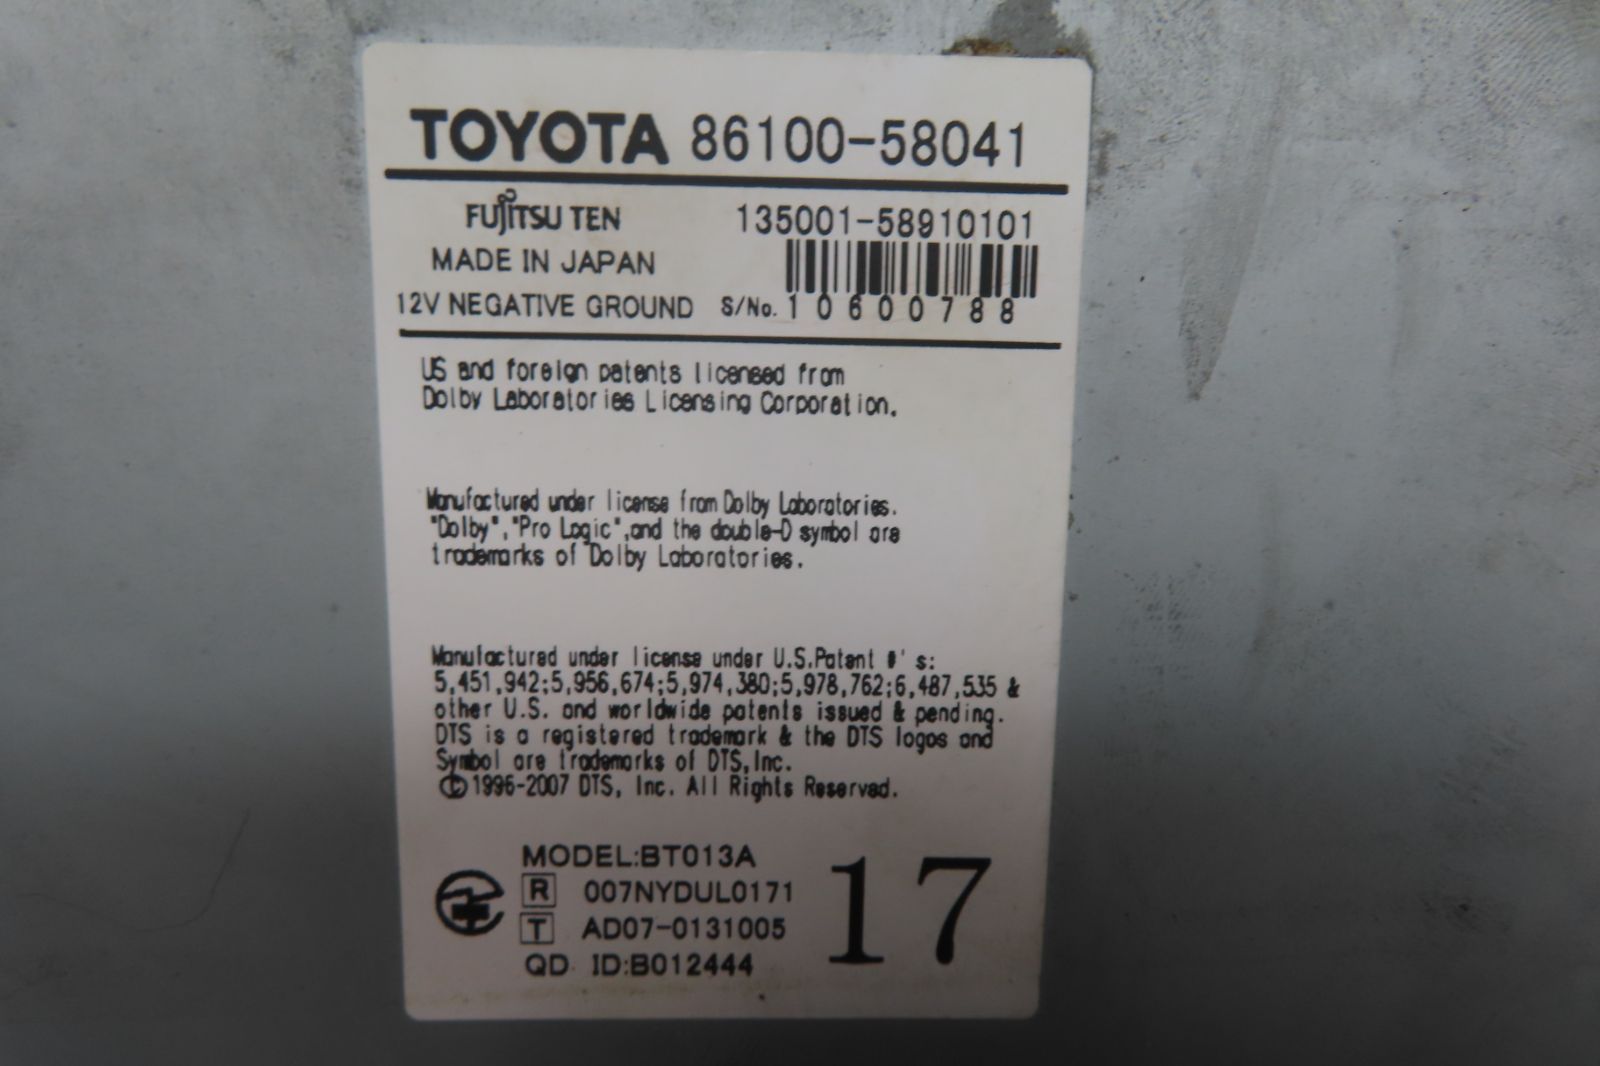 TOYOTA 86100-58041
FUJITSU TEN 135001-58910101
MADE IN JAPAN
12V NEGATIVE GROUND S/No. 10600788
US and foreign patents licensed from
Dolby Laboratories Licensing Corporation.
Manufactured under license from Dolby Laboratories.
"Dolby","Pro Logic",and the double-D symbol are
trademarks of Dolby Laboratories.
Manufactured under license under U.S.Patent #'s:
5,451,942;5,956,674;5,974,380;5,978,762;6,487,535 &
other U.S. and worldwide patents issued & pending.
DTS is a registered trademark & the DTS logos and
Symbol are trademarks of DTS,Inc.
©1996-2007 DTS, Inc. All Rights Reserved.
MODEL:BT013A
R 007NYDUL0171
T AD07-0131005
QD ID:B012444
17